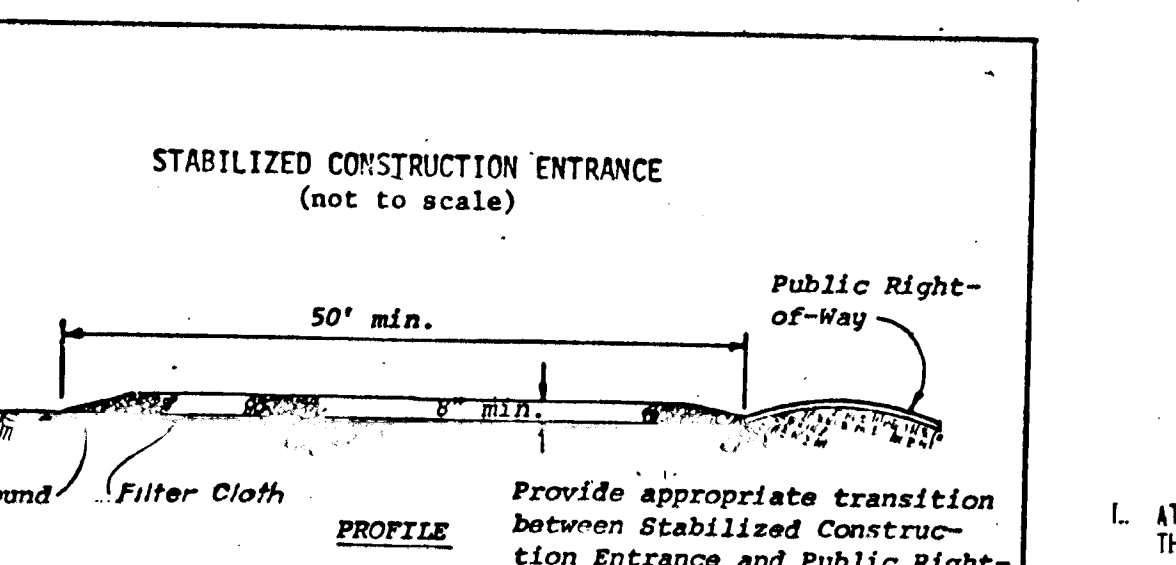 STABILIZED CONSTRUCTION ENTRANCE
(not to scale)
Public Right-
of-Way
50' min.
8" min.
Filter Cloth
PROFILE
Provide appropriate transition
between Stabilized Construc-
tion Entrance and Public Right-